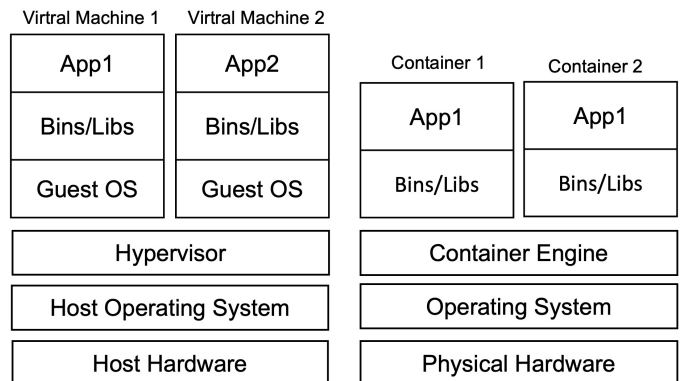 Virtral Machine 1
Virtral Machine 2
App1
App2
Bins/Libs
Bins/Libs
Guest OS
Guest OS
Hypervisor
Host Operating System
Host Hardware
Container 1
Container 2
App1
App1
Bins/Libs
Bins/Libs
Container Engine
Operating System
Physical Hardware